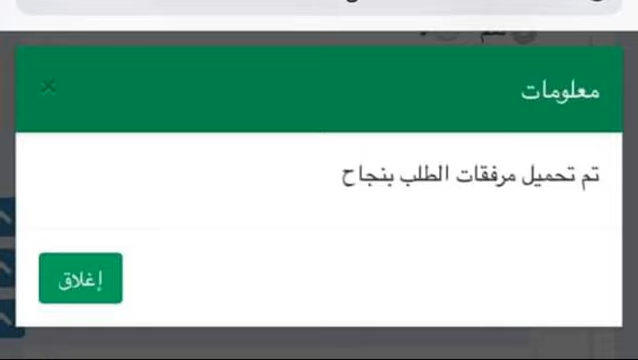 معلومات
تم تحميل مرفقات الطلب بنجاح
إغلاق